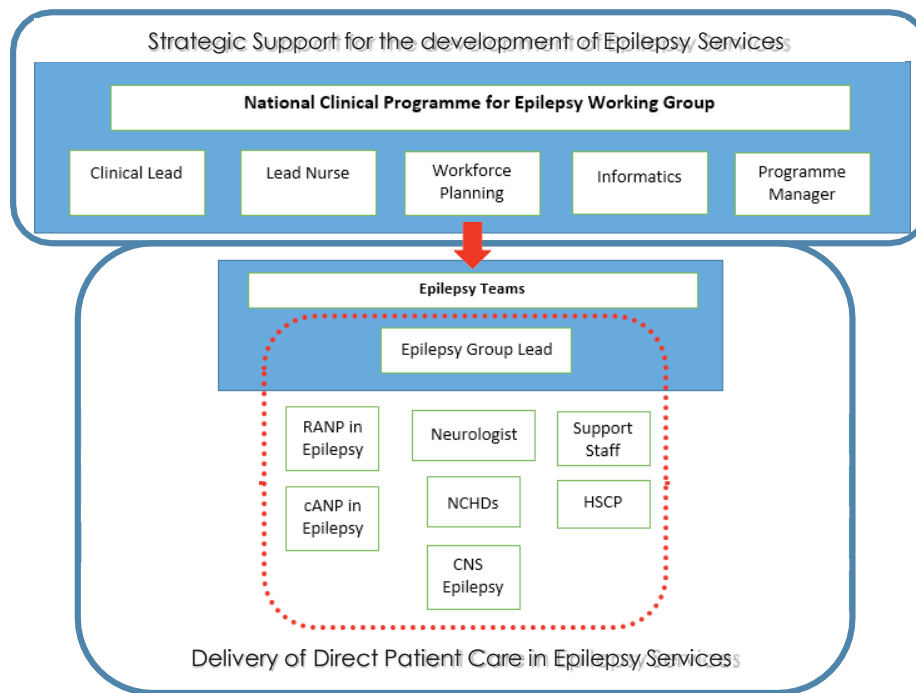 Strategic Support for the development of Epilepsy Services
National Clinical Programme for Epilepsy Working Group
Clinical Lead
Lead Nurse
Workforce
Planning
Informatics
Programme
Manager
Epilepsy Teams
Epilepsy Group Lead
RANP in
Epilepsy
Neurologist
Support
Staff
cANP in
Epilepsy
NCHDs
HSCP
CNS
Epilepsy
Delivery of Direct Patient Care in Epilepsy Services